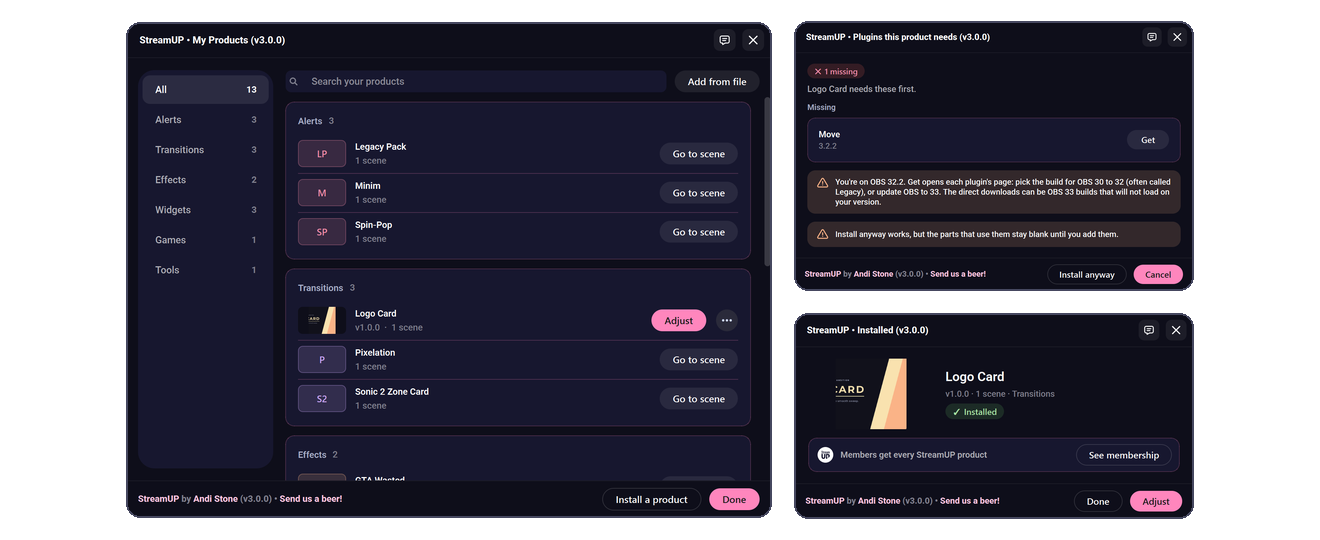 StreamUP • My Products (v3.0.0)
All 13
Alerts 3
Transitions 3
Effects 2
Widgets 3
Games 1
Tools 1
Search your products
Add from file
Alerts 3
LP
Legacy Pack
1 scene
Go to scene
M
Minim
1 scene
Go to scene
SP
Spin-Pop
1 scene
Go to scene
Transitions 3
ARD
Logo Card
v1.0.0 · 1 scene
Adjust
P
Pixelation
1 scene
Go to scene
S2
Sonic 2 Zone Card
1 scene
Go to scene
Effects 2
GTA Wasted
StreamUP by Andi Stone (v3.0.0) • Send us a beer!
Install a product
Done
StreamUP • Plugins this product needs (v3.0.0)
1 missing
Logo Card needs these first.
Missing
Move
3.2.2
Get
You're on OBS 32.2. Get opens each plugin's page: pick the build for OBS 30 to 32 (often called
Legacy), or update OBS to 33. The direct downloads can be OBS 33 builds that will not load on
your version.
Install anyway works, but the parts that use them stay blank until you add them.
StreamUP by Andi Stone (v3.0.0) • Send us a beer!
Install anyway
Cancel
StreamUP • Installed (v3.0.0)
CARD
Logo Card
v1.0.0 · 1 scene · Transitions
✓ Installed
UP
Members get every StreamUP product
See membership
StreamUP by Andi Stone (v3.0.0) • Send us a beer!
Done
Adjust